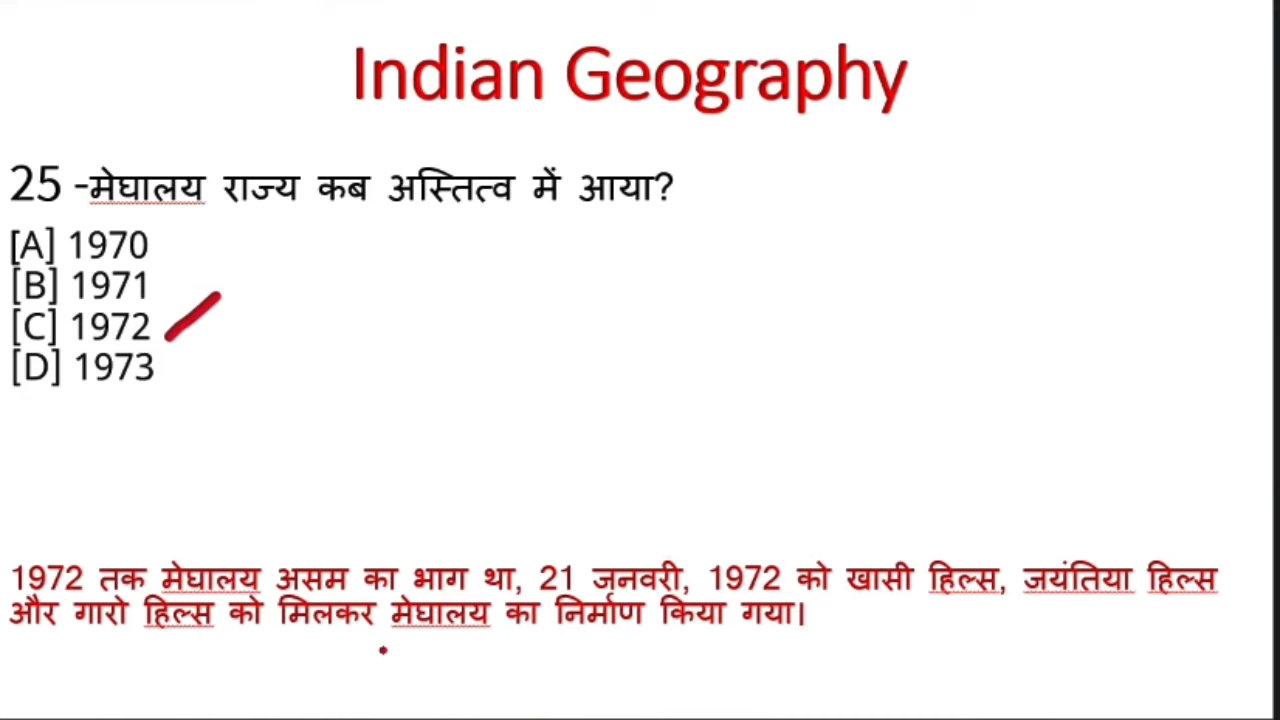 Indian Geography
25 -मेघालय राज्य कब अस्तित्व में आया?
[A] 1970
[B] 1971
[C] 1972
[D] 1973
1972 तक मेघालय असम का भाग था, 21 जनवरी, 1972 को खासी हिल्स, जयंतिया हिल्स
और गारो हिल्स को मिलकर मेघालय का निर्माण किया गया।